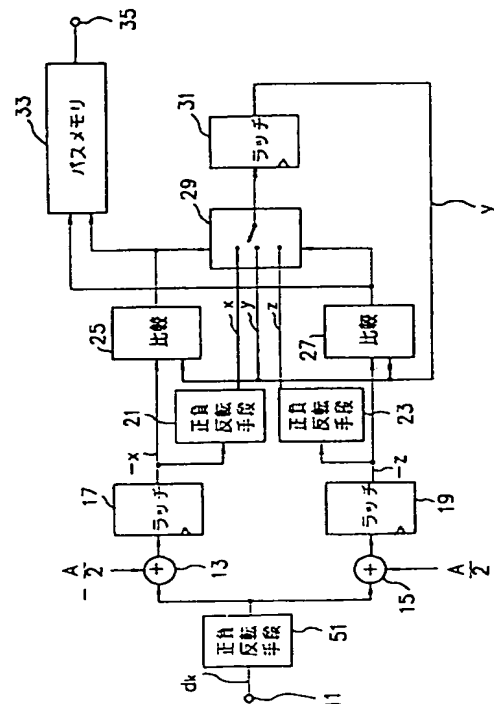 35
33
パスメモリ
31
ラッチ
29
y
x
y
z
25
比較
27
比較
21
正負
反転
手段
正負
反転
手段
23
-x
-z
17
ラッチ
ラッチ
19
-A/2
+
13
+
15
A/2
正負
反転
手段
51
dk
11